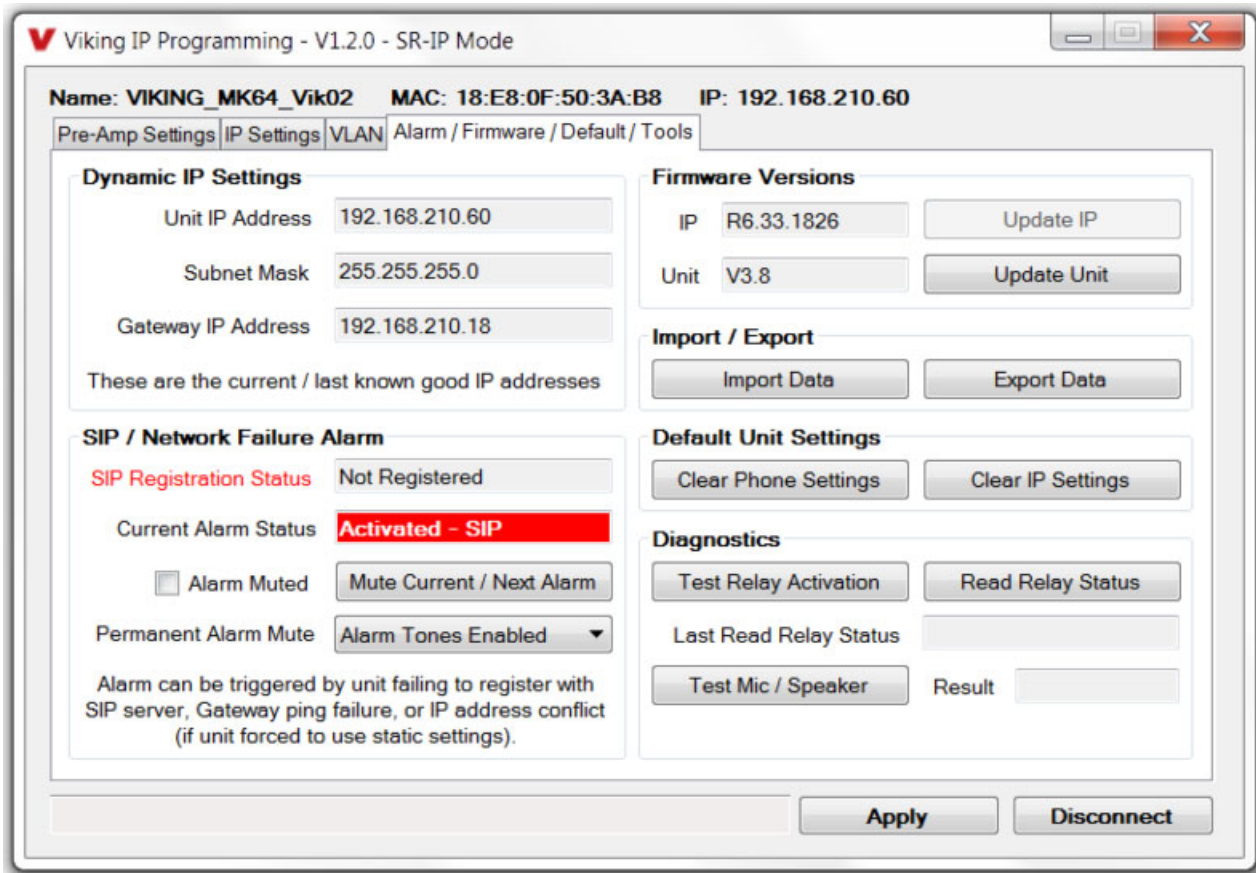 Viking IP Programming - V1.2.0 - SR-IP Mode
Name: VIKING_MK64_Vik02 MAC: 18:E8:0F:50:3A:B8 IP: 192.168.210.60
Pre-Amp Settings IP Settings VLAN Alarm / Firmware / Default / Tools
Dynamic IP Settings
Unit IP Address 192.168.210.60
Subnet Mask 255.255.255.0
Gateway IP Address 192.168.210.18
These are the current / last known good IP addresses
SIP / Network Failure Alarm
SIP Registration Status Not Registered
Current Alarm Status Activated - SIP
Alarm Muted Mute Current / Next Alarm
Permanent Alarm Mute Alarm Tones Enabled
Alarm can be triggered by unit failing to register with
SIP server, Gateway ping failure, or IP address conflict
(if unit forced to use static settings).
Firmware Versions
IP R6.33.1826 Update IP
Unit V3.8 Update Unit
Import / Export
Import Data Export Data
Default Unit Settings
Clear Phone Settings Clear IP Settings
Diagnostics
Test Relay Activation Read Relay Status
Last Read Relay Status
Test Mic / Speaker Result
Apply Disconnect